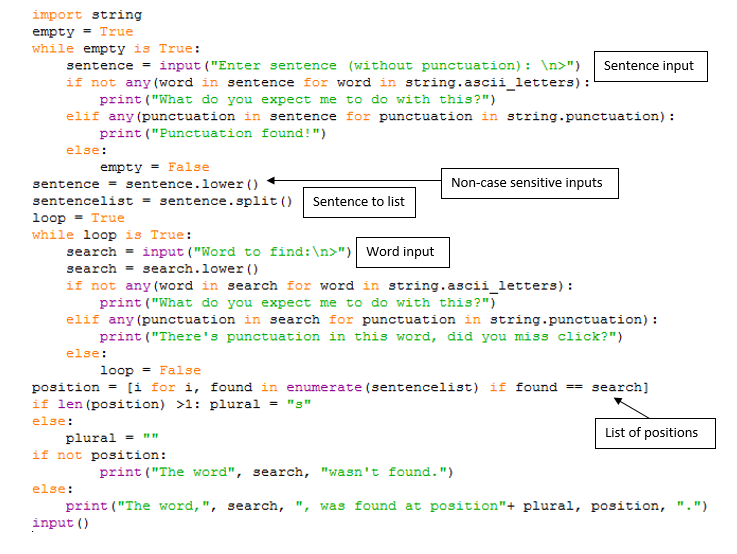 import string
empty = True
while empty is True:
    sentence = input("Enter sentence (without punctuation): \n>")
Sentence input
    if not any(word in sentence for word in string.ascii_letters):
        print("What do you expect me to do with this?")
    elif any(punctuation in sentence for punctuation in string.punctuation):
        print("Punctuation found!")
    else:
        empty = False
sentence = sentence.lower()
Non-case sensitive inputs
sentencelist = sentence.split()
Sentence to list
loop = True
while loop is True:
    search = input("Word to find:\n>")
Word input
    search = search.lower()
    if not any(word in search for word in string.ascii_letters):
        print("What do you expect me to do with this?")
    elif any(punctuation in search for punctuation in string.punctuation):
        print("There's punctuation in this word, did you miss click?")
    else:
        loop = False
position = [i for i, found in enumerate(sentencelist) if found == search]
if len(position) >1: plural = "s"
else:
    plural = ""
List of positions
if not position:
        print("The word", search, "wasn't found.")
else:
    print("The word,", search, ", was found at position"+ plural, position, ".")
input()